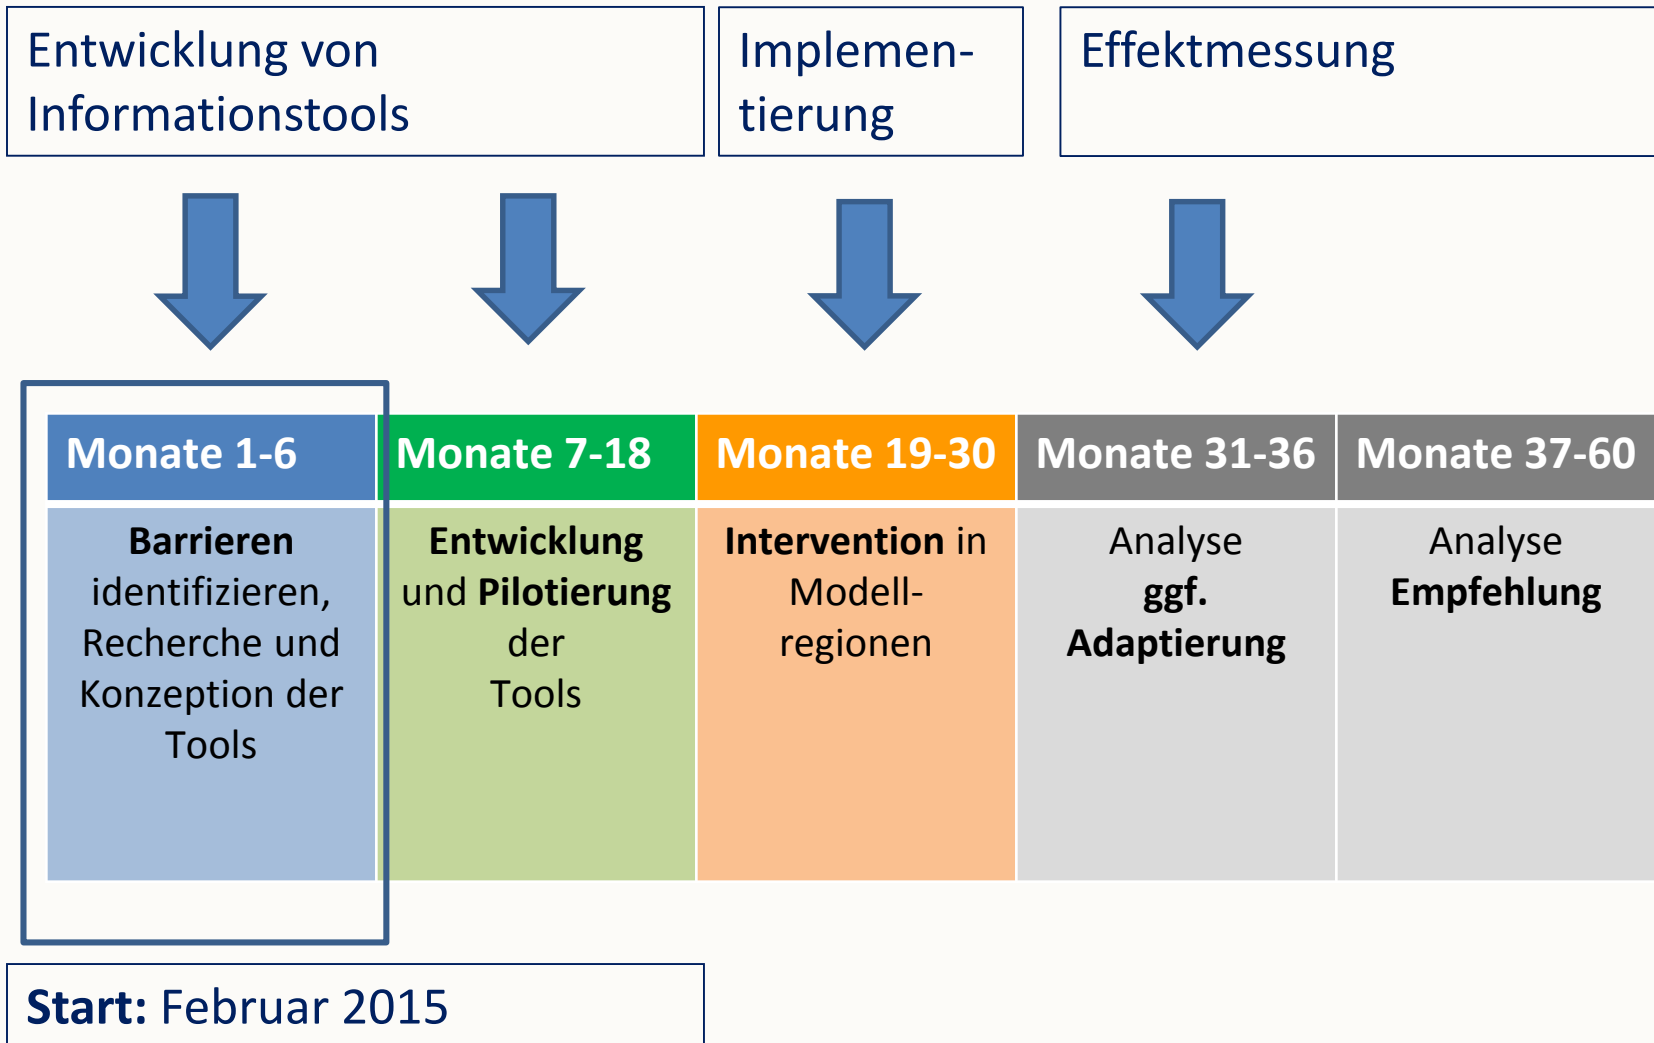 Entwicklung von
Informationstools
Implemen-
tierung
Effektmessung
Monate 1-6
Monate 7-18
Monate 19-30
Monate 31-36
Monate 37-60
Barrieren
identifizieren,
Recherche und
Konzeption der
Tools
Entwicklung
und Pilotierung
der
Tools
Intervention in
Modell-
regionen
Analyse
ggf.
Adaptierung
Analyse
Empfehlung
Start: Februar 2015